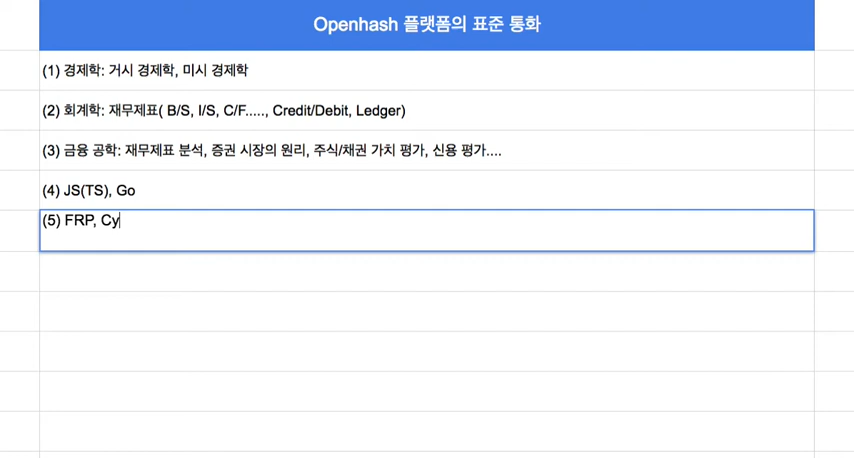 Openhash 플랫폼의 표준 통화
(1) 경제학: 거시 경제학, 미시 경제학
(2) 회계학: 재무제표( B/S, I/S, C/F....., Credit/Debit, Ledger)
(3) 금융 공학: 재무제표 분석, 증권 시장의 원리, 주식/채권 가치 평가, 신용 평가....
(4) JS(TS), Go
(5) FRP, Cy